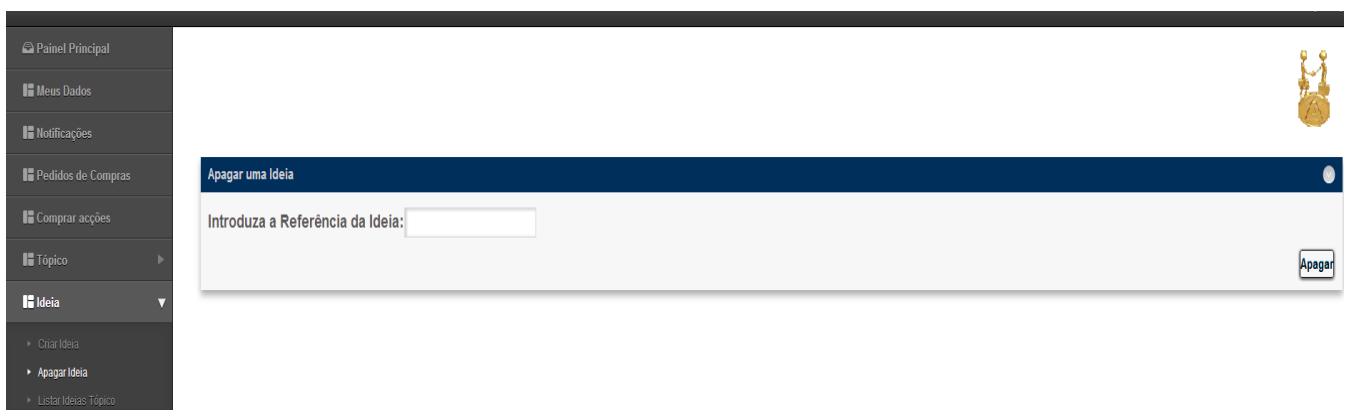 Painel Principal
Meus Dados
Notificações
Pedidos de Compras
Comprar acções
Tópico
Ideia
Criar Ideia
Apagar Ideia
Listar Ideias Tópico
Apagar uma Ideia
Introduza a Referência da Ideia:
Apagar